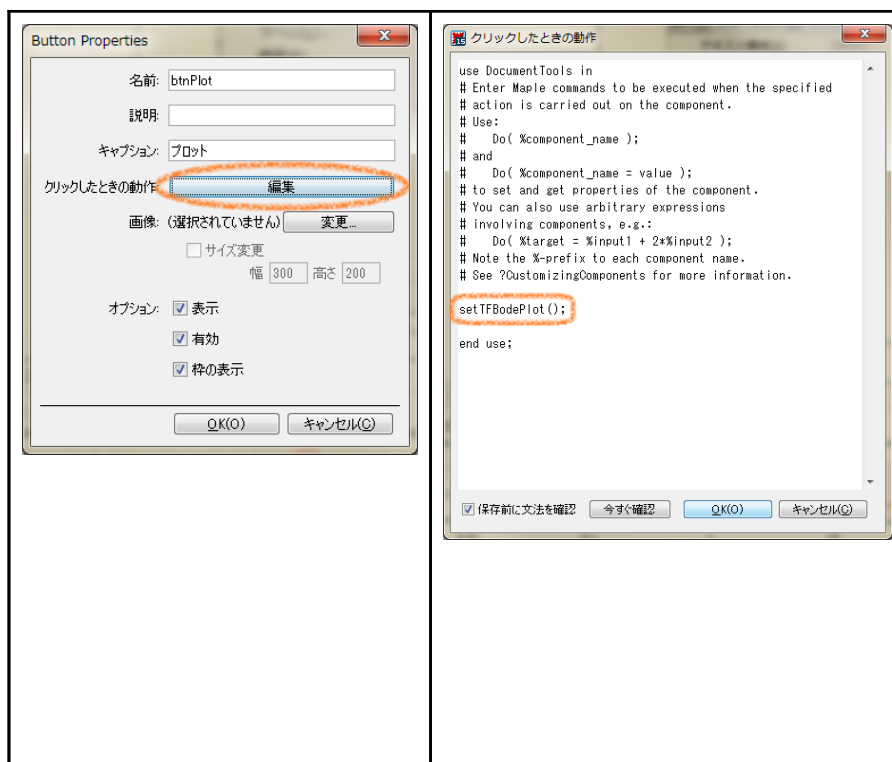 Button Properties
名前: btnPlot
説明:
キャプション: プロット
クリックしたときの動作: 編集
画像: (選択されていません) 変更...
サイズ変更
幅 300 高さ 200
オプション: 表示
有効
枠の表示
OK(O) キャンセル(C)
クリックしたときの動作
use DocumentTools in
# Enter Maple commands to be executed when the specified
# action is carried out on the component.
# Use:
#    Do( %component_name );
# and
#    Do( %component_name = value );
# to set and get properties of the component.
# You can also use arbitrary expressions
# involving components, e.g.:
#    Do( %target = %input1 + 2*%input2 );
# Note the %-prefix to each component name.
# See ?CustomizingComponents for more information.
setTFBodePlot();
end use;
保存前に文法を確認 今すぐ確認 OK(O) キャンセル(C)